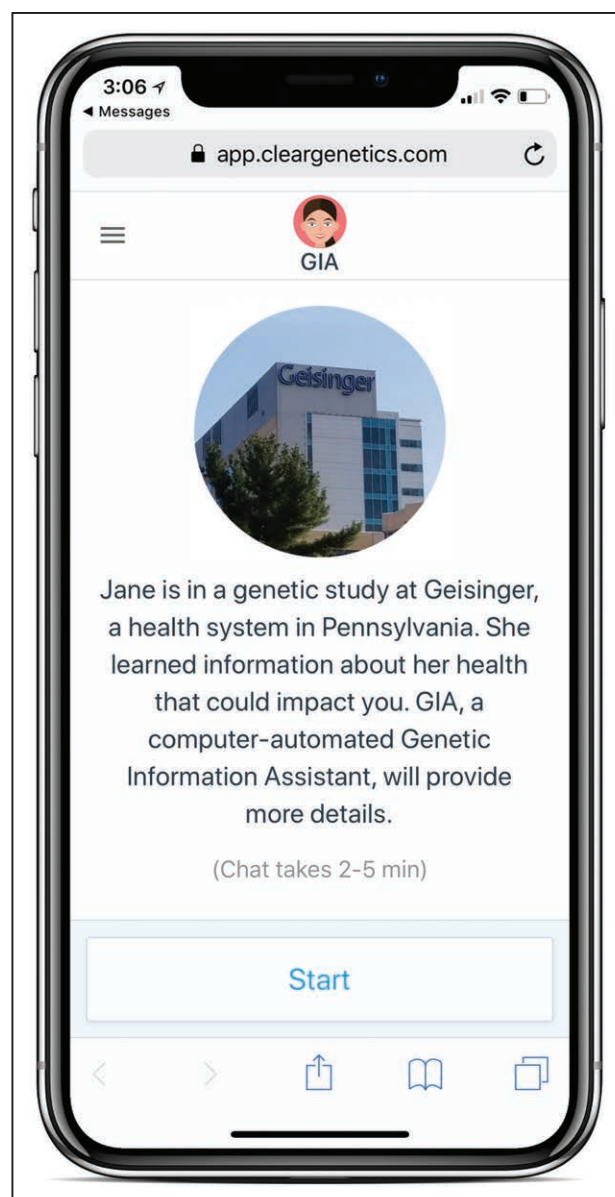 3:06
Messages
app.cleargenetics.com
GIA
Geisinger
Jane is in a genetic study at Geisinger,
a health system in Pennsylvania. She
learned information about her health
that could impact you. GIA, a
computer-automated Genetic
Information Assistant, will provide
more details.
(Chat takes 2-5 min)
Start